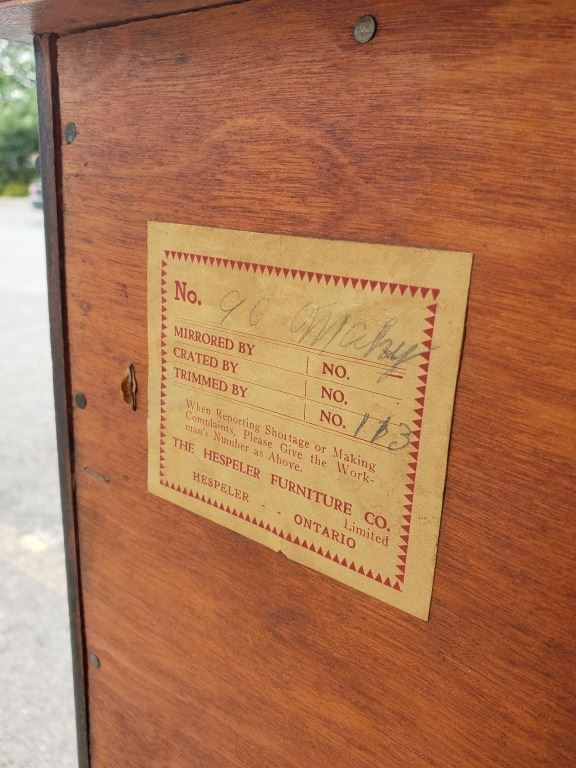 No. 96 Mahy
MIRRORED BY NO.
CRATED BY NO.
TRIMMED BY NO. 113
When Reporting Shortage or Making
Complaints, Please Give the Work-
man's Number as Above.
THE HESPELER FURNITURE CO.
Limited
HESPELER - - ONTARIO